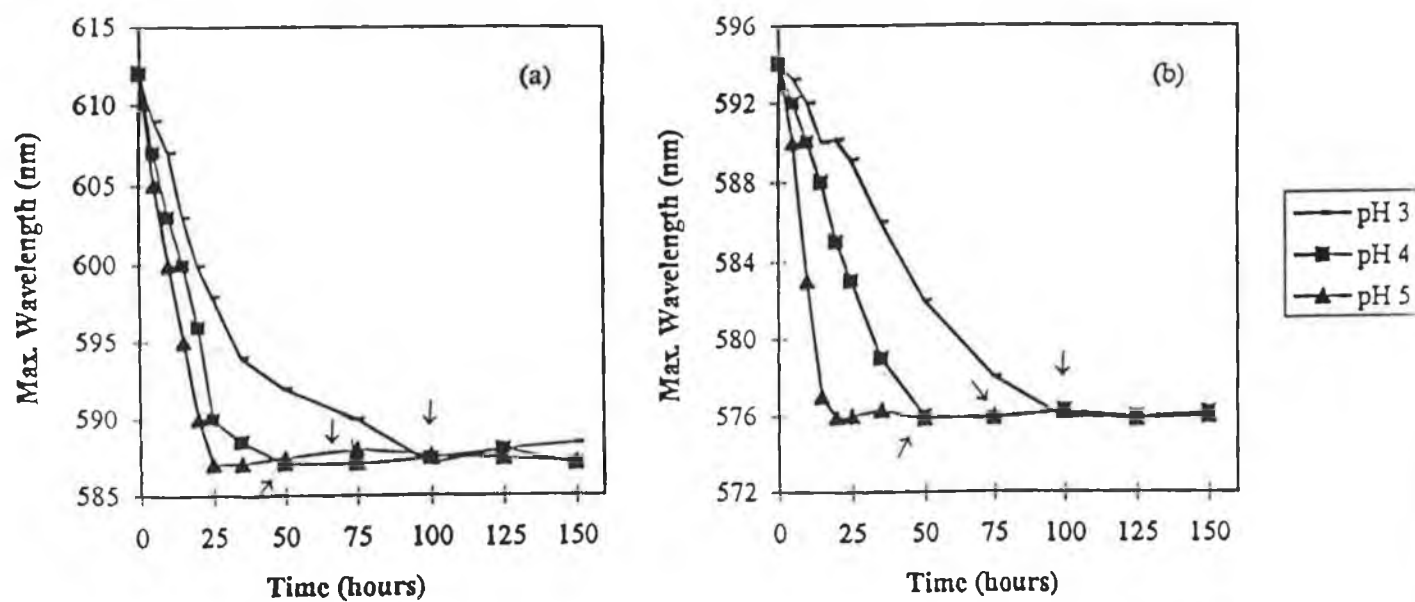 615
610
605
600
595
590
585
Max. Wavelength (nm)
(a)
0 25 50 75 100 125 150
Time (hours)
596
592
588
584
580
576
572
Max. Wavelength (nm)
(b)
0 25 50 75 100 125 150
Time (hours)
pH 3
pH 4
pH 5